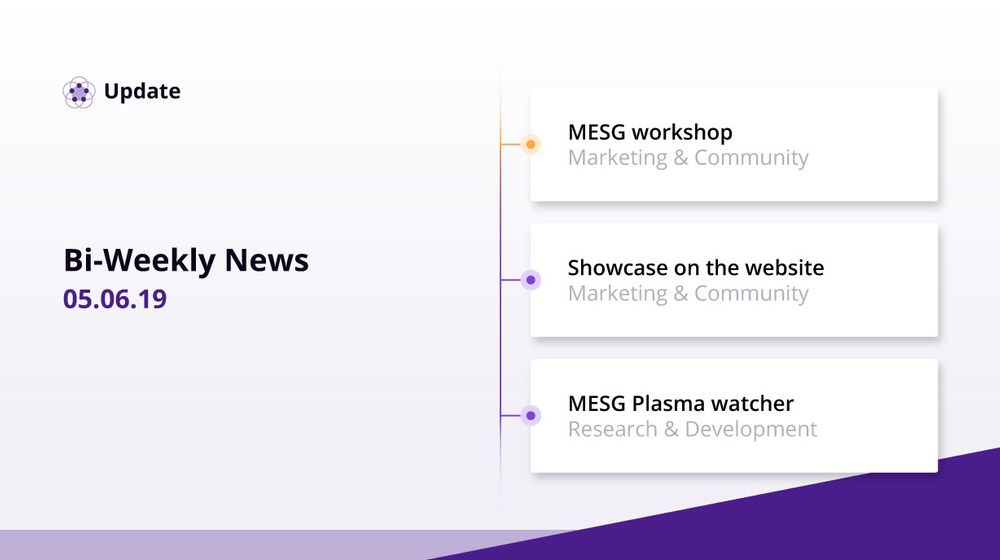 Update
Bi-Weekly News
05.06.19
MESG workshop
Marketing & Community
Showcase on the website
Marketing & Community
MESG Plasma watcher
Research & Development